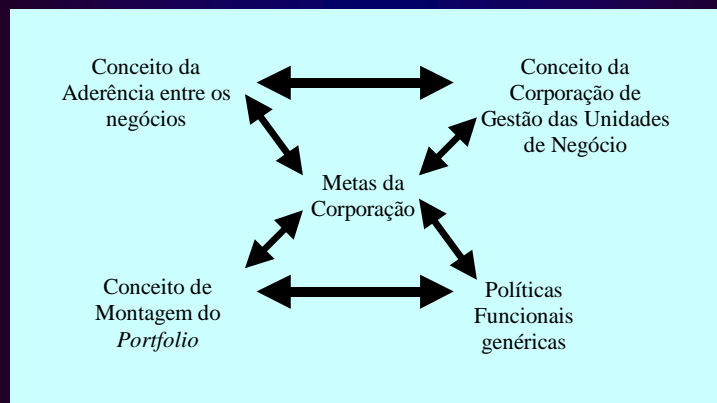 Conceito da
Aderência entre os
negócios
Conceito da
Corporação de
Gestão das Unidades
de Negócio
Metas da
Corporação
Conceito de
Montagem do
Portfolio
Políticas
Funcionais
genéricas